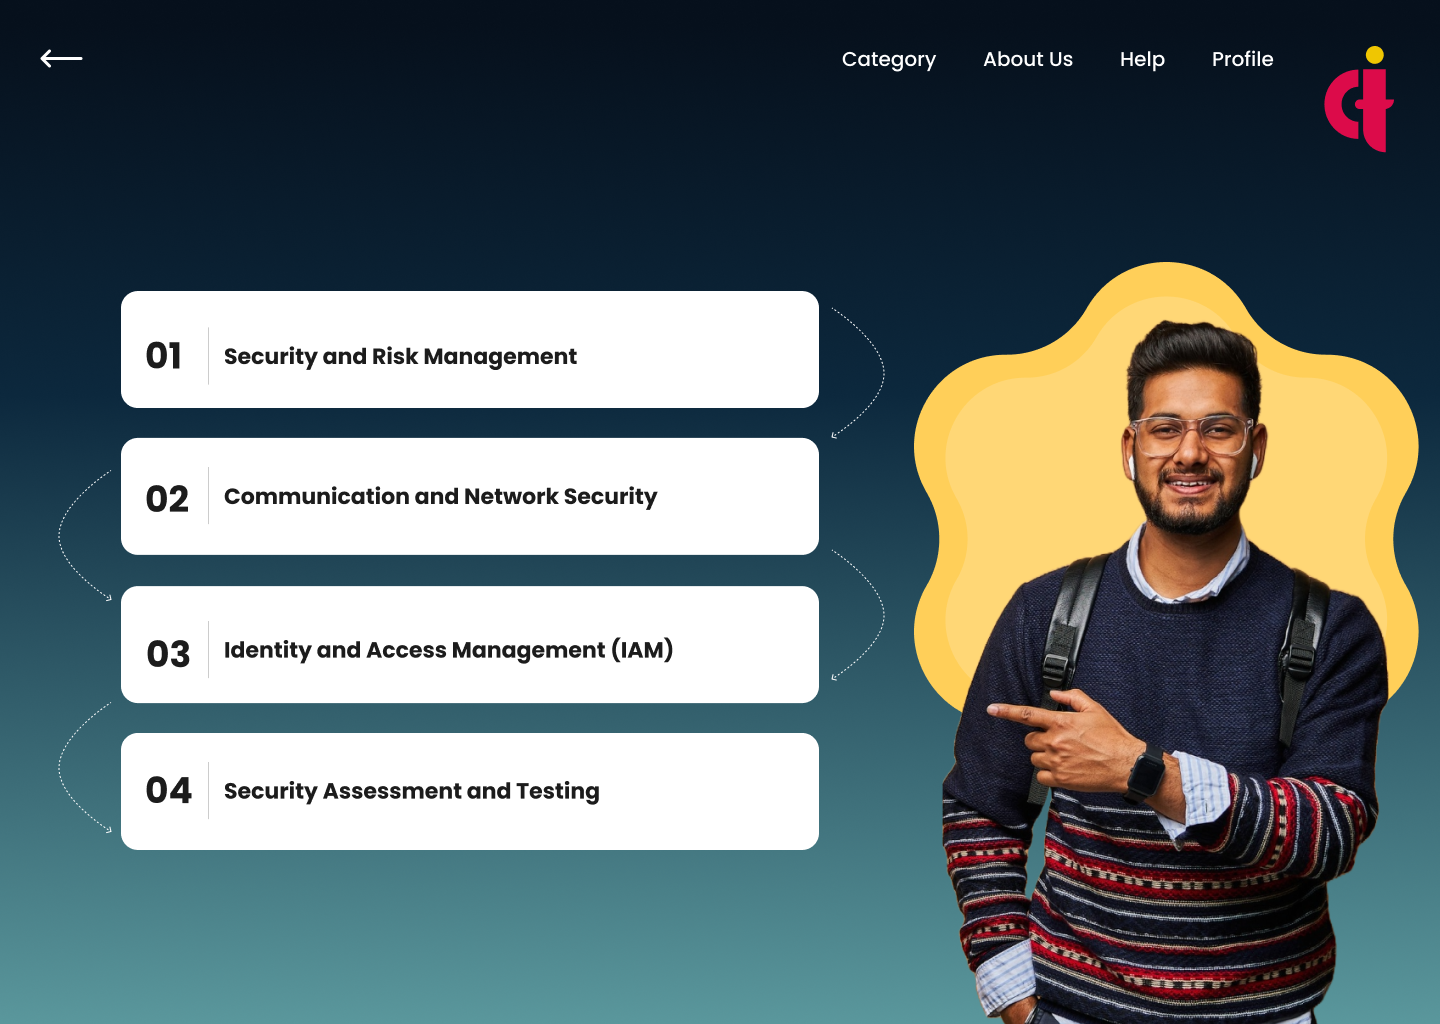 Category About Us Help Profile
01 Security and Risk Management
02 Communication and Network Security
03 Identity and Access Management (IAM)
04 Security Assessment and Testing